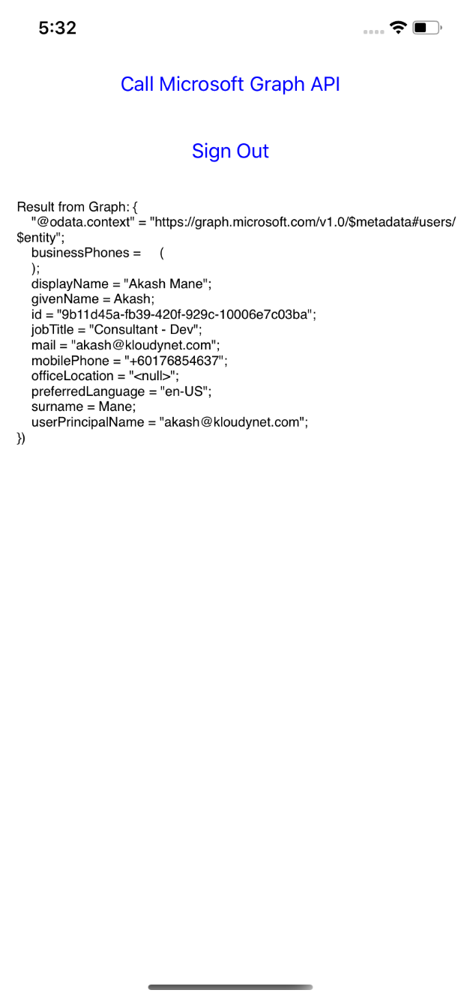 5:32
Call Microsoft Graph API
Sign Out
Result from Graph: {
"@odata.context" = "https://graph.microsoft.com/v1.0/$metadata#users/
$entity";
businessPhones =     (
);
displayName = "Akash Mane";
givenName = Akash;
id = "9b11d45a-fb39-420f-929c-10006e7c03ba";
jobTitle = "Consultant - Dev";
mail = "akash@kloudynet.com";
mobilePhone = "+60176854637";
officeLocation = "<null>";
preferredLanguage = "en-US";
surname = Mane;
userPrincipalName = "akash@kloudynet.com";
})